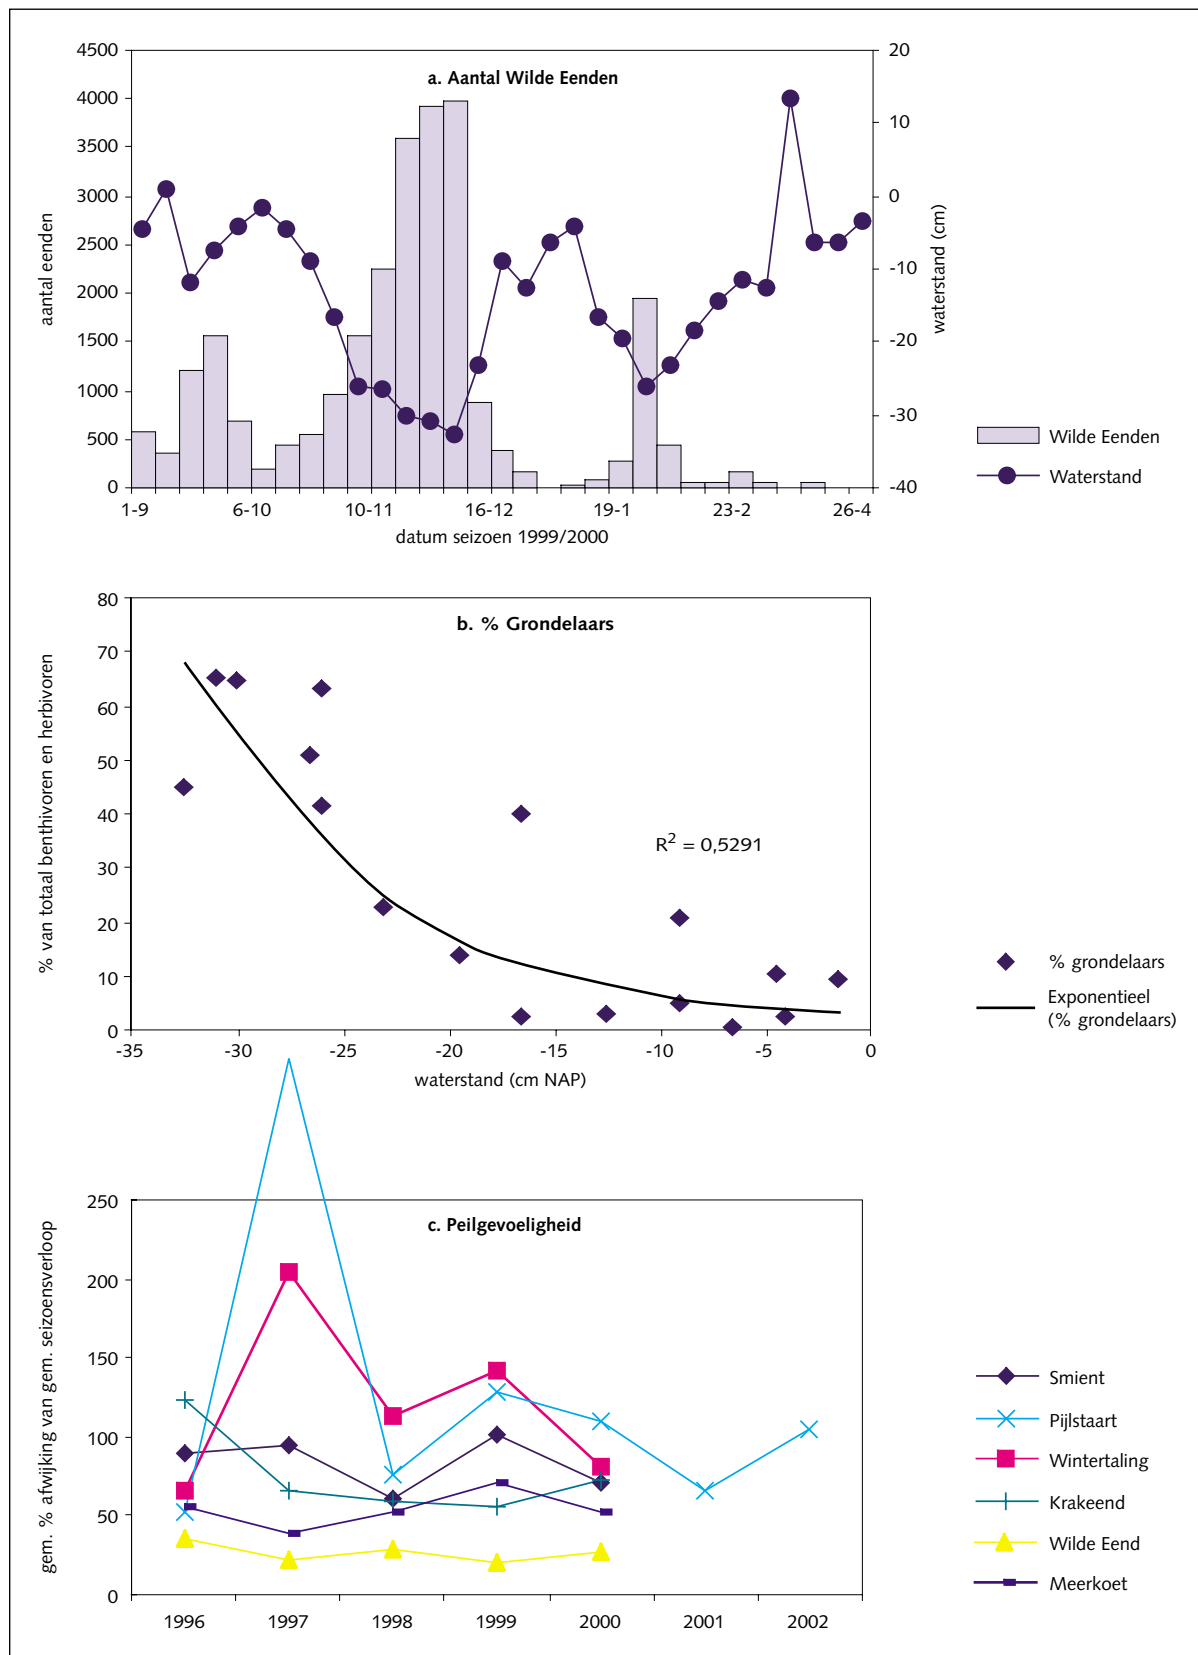 a. Aantal Wilde Eenden
4500
4000
3500
3000
2500
2000
1500
1000
500
0
aantal eenden
20
10
0
-10
-20
-30
-40
waterstand (cm)
1-9 6-10 10-11 16-12 19-1 23-2 26-4
datum seizoen 1999/2000
Wilde Eenden
Waterstand
b. % Grondelaars
80
70
60
50
40
30
20
10
0
% van totaal benthivoren en herbivoren
R² = 0,5291
-35 -30 -25 -20 -15 -10 -5 0
waterstand (cm NAP)
% grondelaars
Exponentieel
(% grondelaars)
c. Peilgevoeligheid
250
200
150
100
50
0
gem. % afwijking van gem. seizoensverloop
1996 1997 1998 1999 2000 2001 2002
Smient
Pijlstaart
Wintertaling
Krakeend
Wilde Eend
Meerkoet